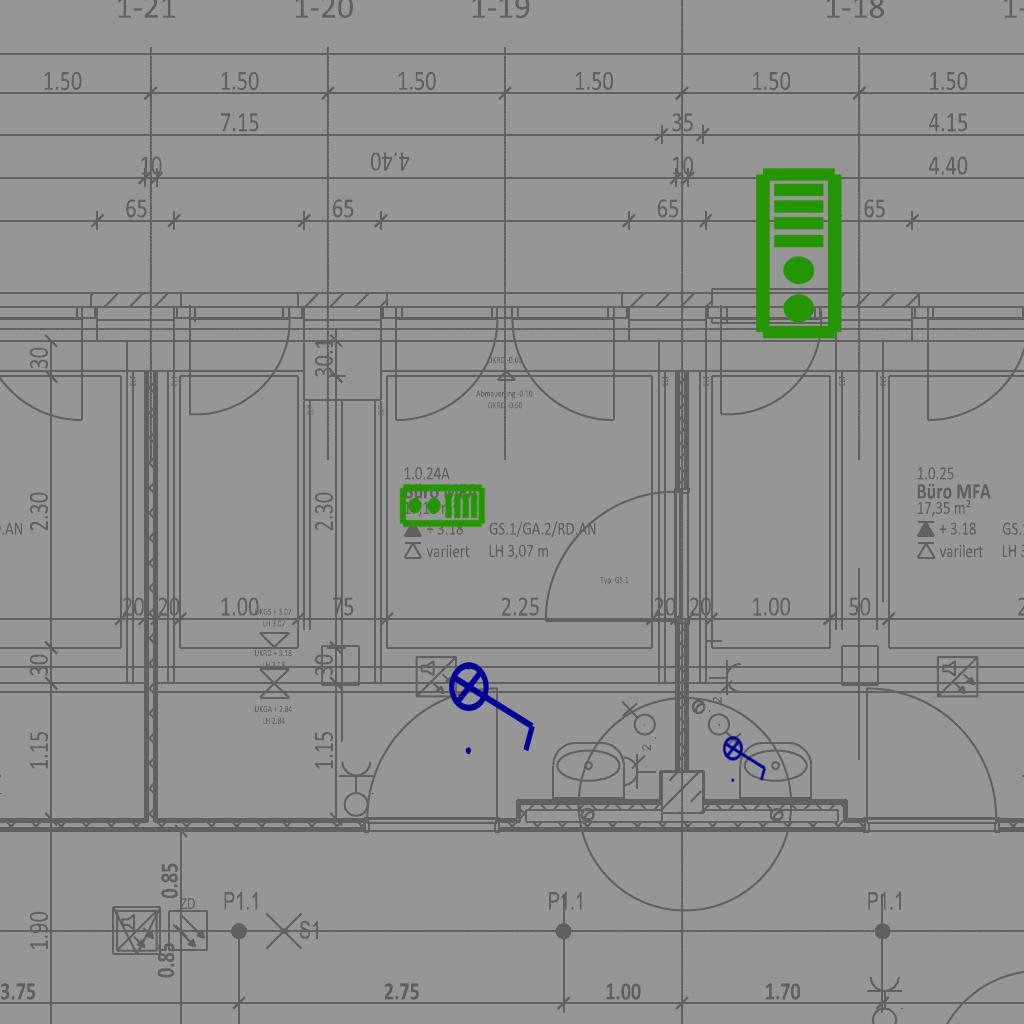 1-21 1-20 1-19 1-18 1-
1.50 1.50 1.50 1.50 1.50 1.50
7.15 35 4.15
10 4.40 10 4.40
65 65 65 65
30 30.1
Abmauerung -0.10
OKRD -0.60
1.0.24A 1.0.25
Büro MFA Büro MFA
17,35 m²
2.30 2.30
D.AN + 3.18 GS.1/GA.2/RD.AN + 3.18 GS.
variiert LH 3,07 m variiert LH 3
Typ: GS.1
20 20 1.00 75 2.25 20 20 1.00 50 2
UKGS + 3.07
LH 3.07
UKRD + 3.18
LH 3.18
30 30
UKGA + 2.84
LH 2.84
1.15 1.15
2. 2.
0.85
ZD P1.1 P1.1 P1.1
1.90 S1
0.85
3.75 2.75 1.00 1.70